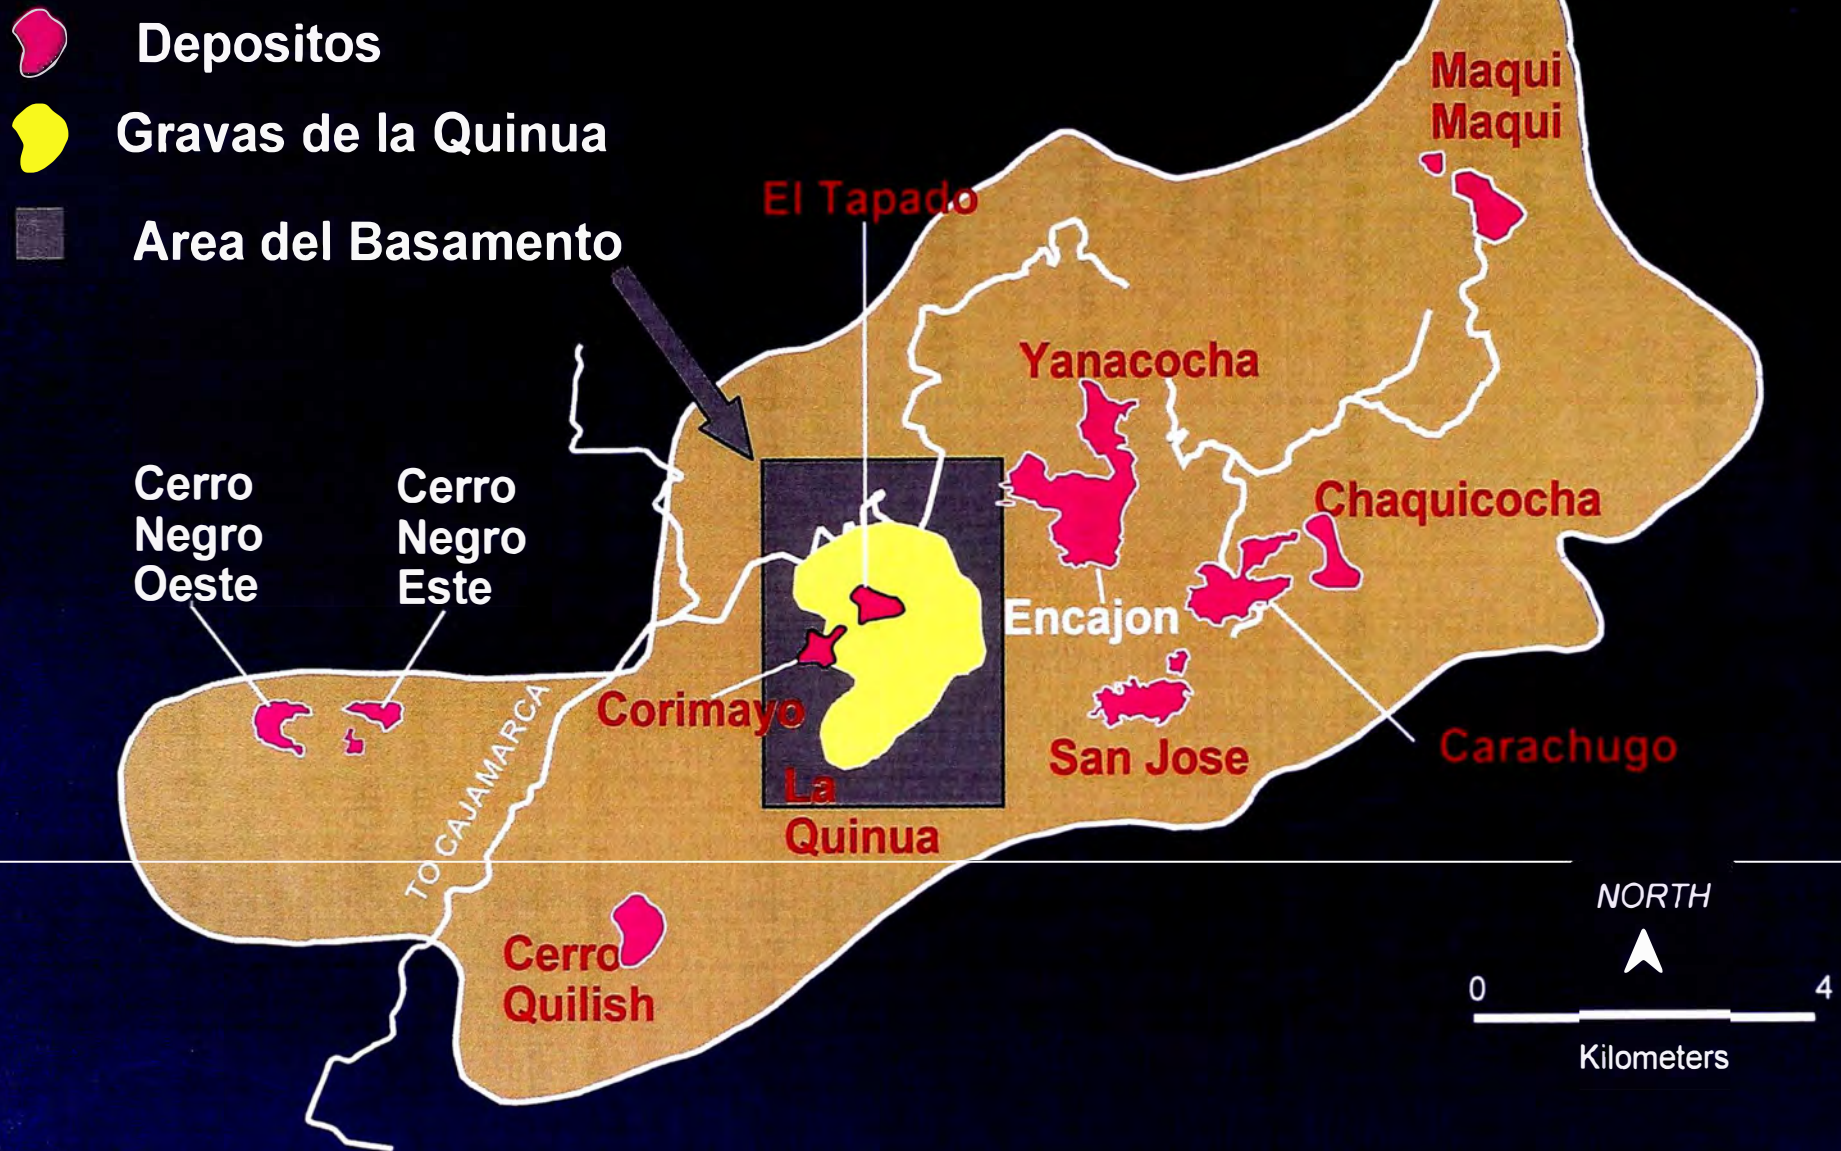 Depositos
Gravas de la Quinua
Area del Basamento
Maqui
Maqui
El Tapado
Yanacocha
Chaquicocha
Cerro
Negro
Oeste
Cerro
Negro
Este
Encajon
Corimayo
San Jose
Carachugo
La
Quinua
TO CAJAMARCA
Cerro
Quilish
NORTH
0 4
Kilometers